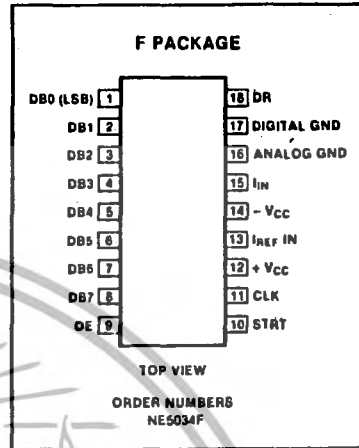 F PACKAGE
DB0 (LSB) 1 18 DR
DB1 2 17 DIGITAL GND
DB2 3 16 ANALOG GND
DB3 4 15 IIN
DB4 5 14 – VCC
DB5 6 13 IREF IN
DB6 7 12 + VCC
DB7 8 11 CLK
OE 9 10 STRT
TOP VIEW
ORDER NUMBERS
NE5034F